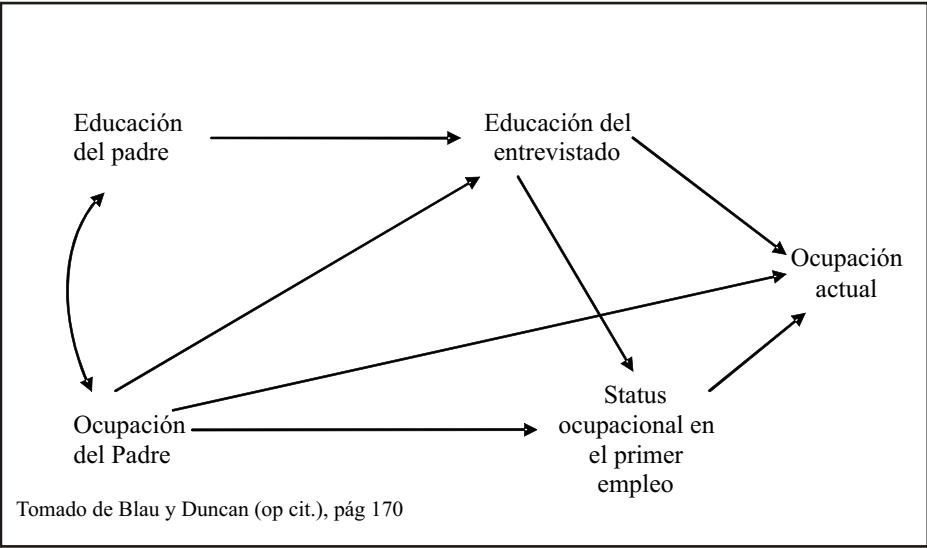 Educación
del padre
Educación del
entrevistado
Ocupación
actual
Ocupación
del Padre
Status
ocupacional en
el primer
empleo
Tomado de Blau y Duncan (op cit.), pág 170